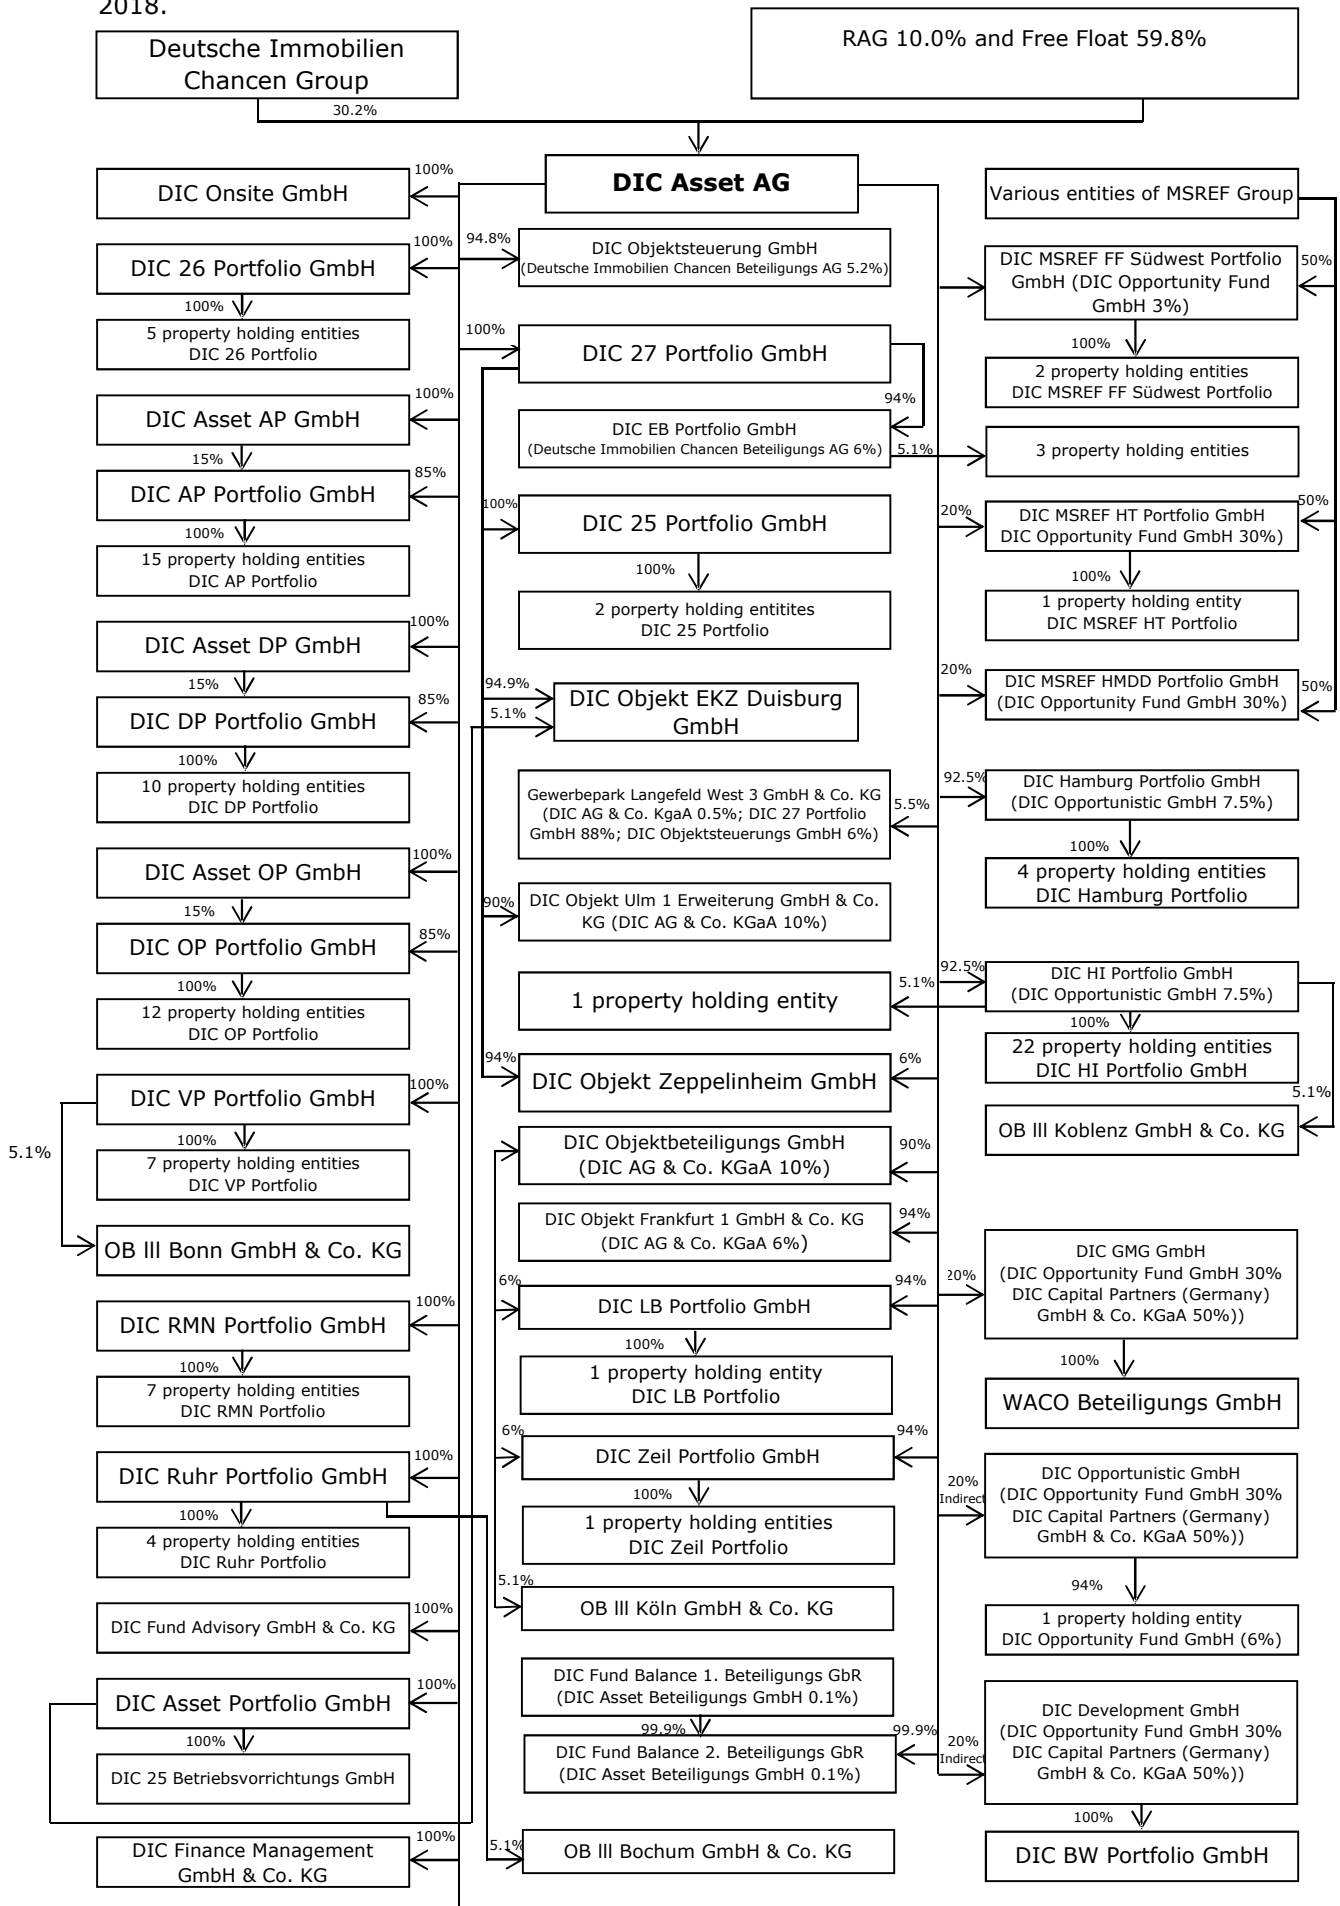 2018.
Deutsche Immobilien
Chancen Group
RAG 10.0% and Free Float 59.8%
30.2%
DIC Asset AG
100%
DIC Onsite GmbH
100%
DIC 26 Portfolio GmbH
100%
5 property holding entities
DIC 26 Portfolio
100%
DIC Asset AP GmbH
15%
85%
DIC AP Portfolio GmbH
100%
15 property holding entities
DIC AP Portfolio
100%
DIC Asset DP GmbH
15%
85%
DIC DP Portfolio GmbH
100%
10 property holding entities
DIC DP Portfolio
100%
DIC Asset OP GmbH
15%
85%
DIC OP Portfolio GmbH
100%
12 property holding entities
DIC OP Portfolio
100%
DIC VP Portfolio GmbH
100%
5.1%
7 property holding entities
DIC VP Portfolio
OB lll Bonn GmbH & Co. KG
100%
DIC RMN Portfolio GmbH
100%
7 property holding entities
DIC RMN Portfolio
100%
DIC Ruhr Portfolio GmbH
100%
4 property holding entities
DIC Ruhr Portfolio
100%
DIC Fund Advisory GmbH & Co. KG
100%
DIC Asset Portfolio GmbH
100%
DIC 25 Betriebsvorrichtungs GmbH
100%
DIC Finance Management
GmbH & Co. KG
94.8%
DIC Objektsteuerung GmbH
(Deutsche Immobilien Chancen Beteiligungs AG 5.2%)
100%
DIC 27 Portfolio GmbH
94%
DIC EB Portfolio GmbH
(Deutsche Immobilien Chancen Beteiligungs AG 6%)
5.1%
100%
DIC 25 Portfolio GmbH
100%
2 porperty holding entitites
DIC 25 Portfolio
94.9%
5.1%
DIC Objekt EKZ Duisburg
GmbH
Gewerbepark Langefeld West 3 GmbH & Co. KG
(DIC AG & Co. KgaA 0.5%; DIC 27 Portfolio
GmbH 88%; DIC Objektsteuerungs GmbH 6%)
5.5%
90%
DIC Objekt Ulm 1 Erweiterung GmbH & Co.
KG (DIC AG & Co. KGaA 10%)
5.1%
1 property holding entity
94%
DIC Objekt Zeppelinheim GmbH
6%
DIC Objektbeteiligungs GmbH
(DIC AG & Co. KGaA 10%)
90%
DIC Objekt Frankfurt 1 GmbH & Co. KG
(DIC AG & Co. KGaA 6%)
94%
6%
DIC LB Portfolio GmbH
94%
100%
1 property holding entity
DIC LB Portfolio
6%
DIC Zeil Portfolio GmbH
94%
100%
1 property holding entities
DIC Zeil Portfolio
5.1%
OB lll Köln GmbH & Co. KG
DIC Fund Balance 1. Beteiligungs GbR
(DIC Asset Beteiligungs GmbH 0.1%)
99.9%
99.9%
DIC Fund Balance 2. Beteiligungs GbR
(DIC Asset Beteiligungs GmbH 0.1%)
5.1%
OB lll Bochum GmbH & Co. KG
Various entities of MSREF Group
DIC MSREF FF Südwest Portfolio
GmbH (DIC Opportunity Fund
GmbH 3%)
50%
100%
2 property holding entities
DIC MSREF FF Südwest Portfolio
3 property holding entities
20%
DIC MSREF HT Portfolio GmbH
DIC Opportunity Fund GmbH 30%)
50%
100%
1 property holding entity
DIC MSREF HT Portfolio
20%
DIC MSREF HMDD Portfolio GmbH
(DIC Opportunity Fund GmbH 30%)
50%
92.5%
DIC Hamburg Portfolio GmbH
(DIC Opportunistic GmbH 7.5%)
100%
4 property holding entities
DIC Hamburg Portfolio
92.5%
DIC HI Portfolio GmbH
(DIC Opportunistic GmbH 7.5%)
100%
22 property holding entities
DIC HI Portfolio GmbH
5.1%
OB lll Koblenz GmbH & Co. KG
20%
DIC GMG GmbH
(DIC Opportunity Fund GmbH 30%
DIC Capital Partners (Germany)
GmbH & Co. KGaA 50%))
100%
WACO Beteiligungs GmbH
20%
Indirect
DIC Opportunistic GmbH
(DIC Opportunity Fund GmbH 30%
DIC Capital Partners (Germany)
GmbH & Co. KGaA 50%))
94%
1 property holding entity
DIC Opportunity Fund GmbH (6%)
20%
Indirect
DIC Development GmbH
(DIC Opportunity Fund GmbH 30%
DIC Capital Partners (Germany)
GmbH & Co. KGaA 50%))
100%
DIC BW Portfolio GmbH